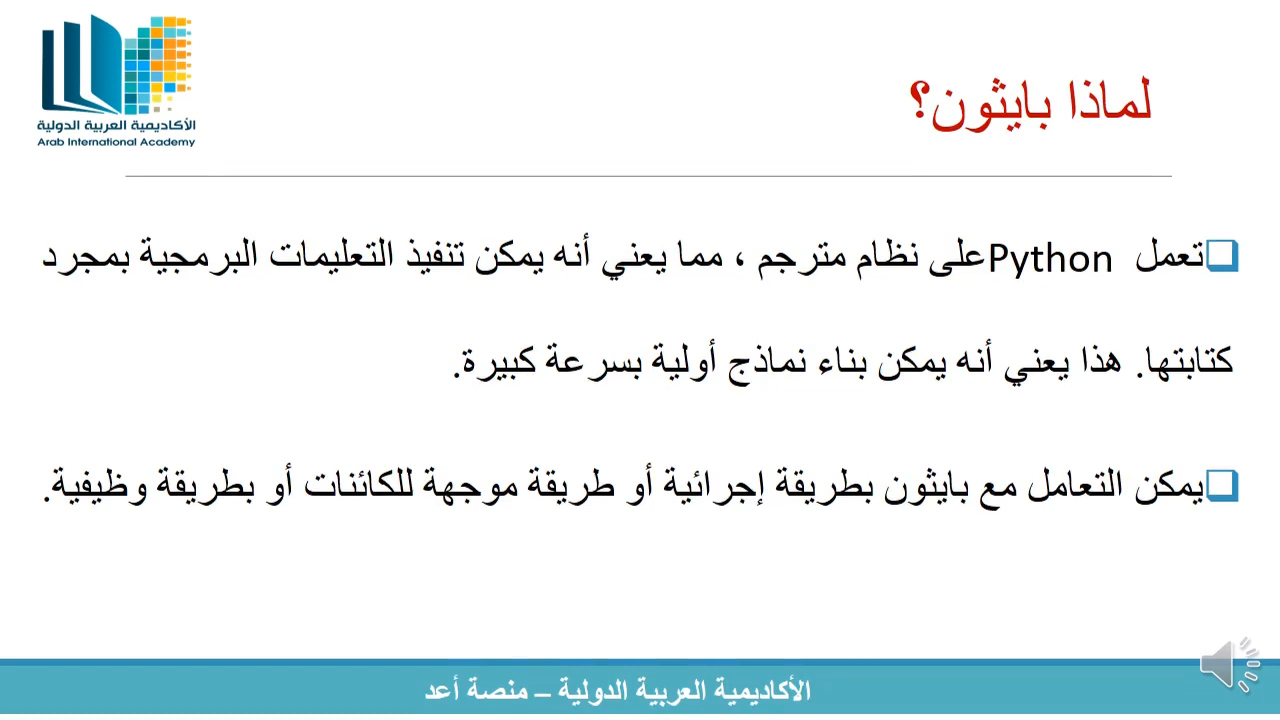 الأكاديمية العربية الدولية
Arab International Academy
لماذا بايثون؟
تعمل Python على نظام مترجم ، مما يعني أنه يمكن تنفيذ التعليمات البرمجية بمجرد
كتابتها. هذا يعني أنه يمكن بناء نماذج أولية بسرعة كبيرة.
يمكن التعامل مع بايثون بطريقة إجرائية أو طريقة موجهة للكائنات أو بطريقة وظيفية.
الأكاديمية العربية الدولية – منصة أعد